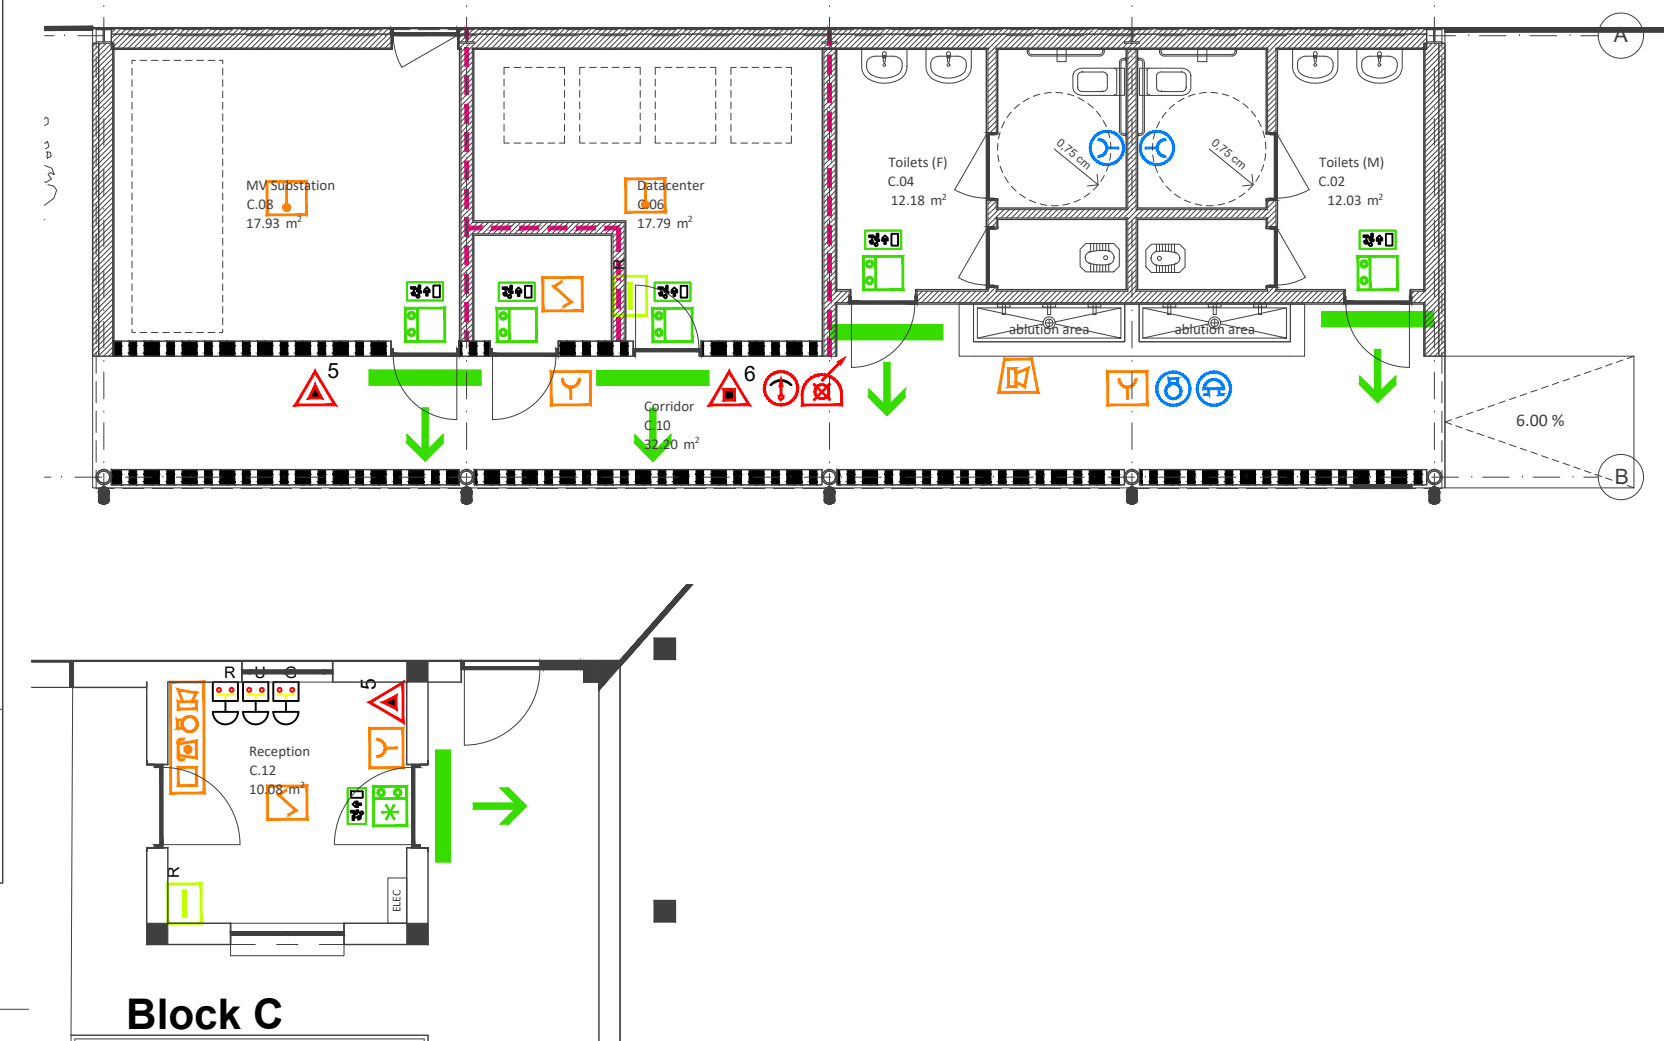 A
MV Substation
C.08
17.93 m²
Datacenter
C.06
17.79 m²
Toilets (F)
C.04
12.18 m²
0,75 cm
0,75 cm
Toilets (M)
C.02
12.03 m²
R
ablution area
ablution area
5
6
Corridor
C.10
32.20 m²
6.00 %
B
R U G
5
Reception
C.12
10.08 m²
R
ELEC
Block C